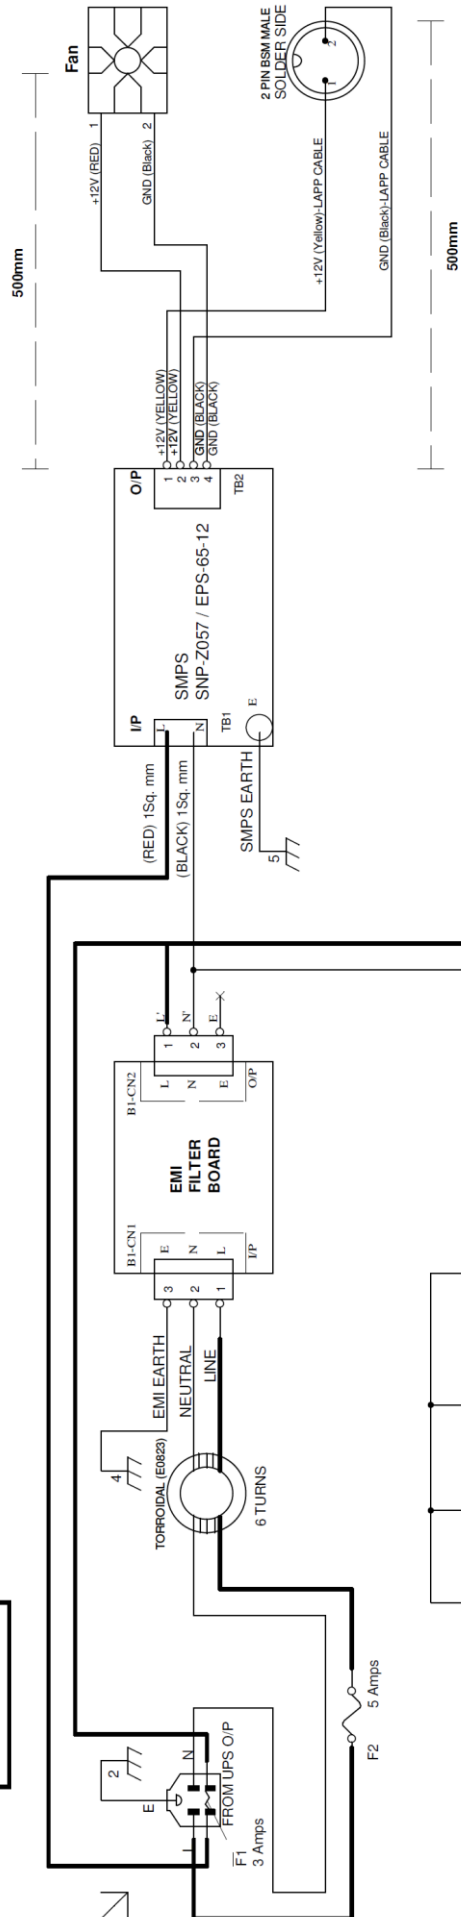 Fan
2 PIN BSM MALE
SOLDER SIDE
1
2
+12V (RED)
GND (Black)
2
1
+12V (Yellow)-LAPP CABLE
GND (Black)-LAPP CABLE
500mm
500mm
+12V (YELLOW)
+12V (YELLOW)
GND (BLACK)
GND (BLACK)
O/P
1
2
3
4
TB2
SMPS
SNP-Z057 / EPS-65-12
I/P
L
N
TB1
E
(RED) 1Sq. mm
(BLACK) 1Sq. mm
SMPS EARTH
5
L'
N'
E
1
2
3
B1-CN2
L
N
E
O/P
EMI
FILTER
BOARD
B1-CN1
E
N
L
I/P
3
2
1
EMI EARTH
NEUTRAL
LINE
4
TORROIDAL (E0823)
6 TURNS
5 Amps
F2
2
E
N
L
FROM UPS O/P
F1
3 Amps